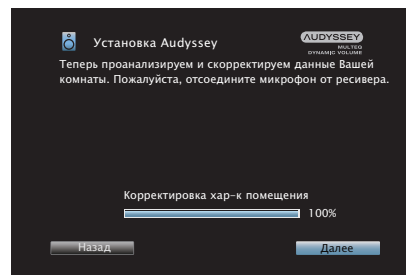 Установка Audyssey
AUDYSSEY
MULTEQ
DYNAMIC VOLUME
Теперь проанализируем и скорректируем данные Вашей
комнаты. Пожалуйста, отсоедините микрофон от ресивера.
Корректировка хар-к помещения
100%
Назад
Далее